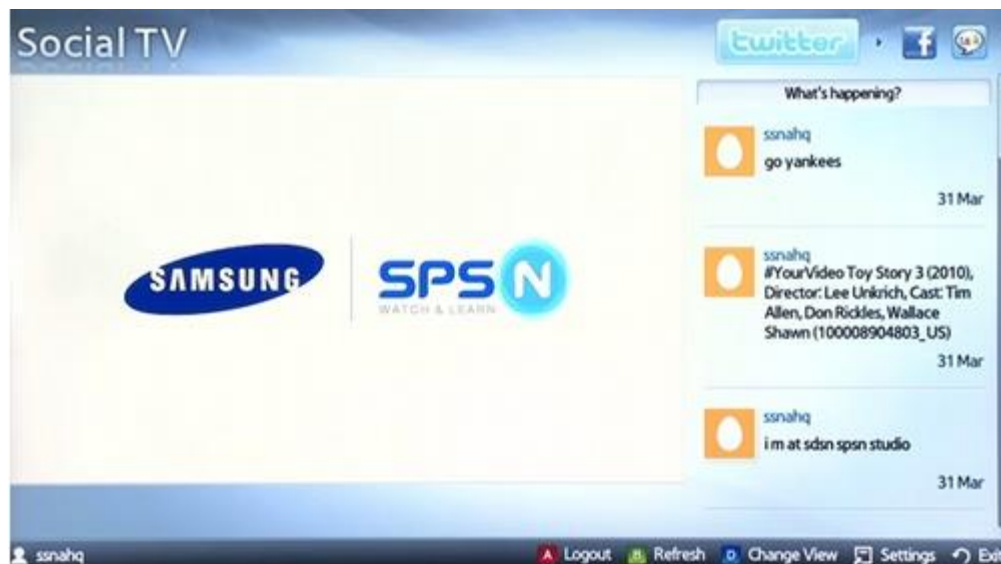 Social TV
twitter
What's happening?
ssnahq
go yankees
31 Mar
ssnahq
#YourVideo Toy Story 3 (2010),
Director: Lee Unkrich, Cast: Tim
Allen, Don Rickles, Wallace
Shawn (100008904803_US)
31 Mar
ssnahq
i m at sdsn spsn studio
31 Mar
SAMSUNG
SPSN
WATCH & LEARN
ssnahq
A Logout B Refresh D Change View Settings Exit